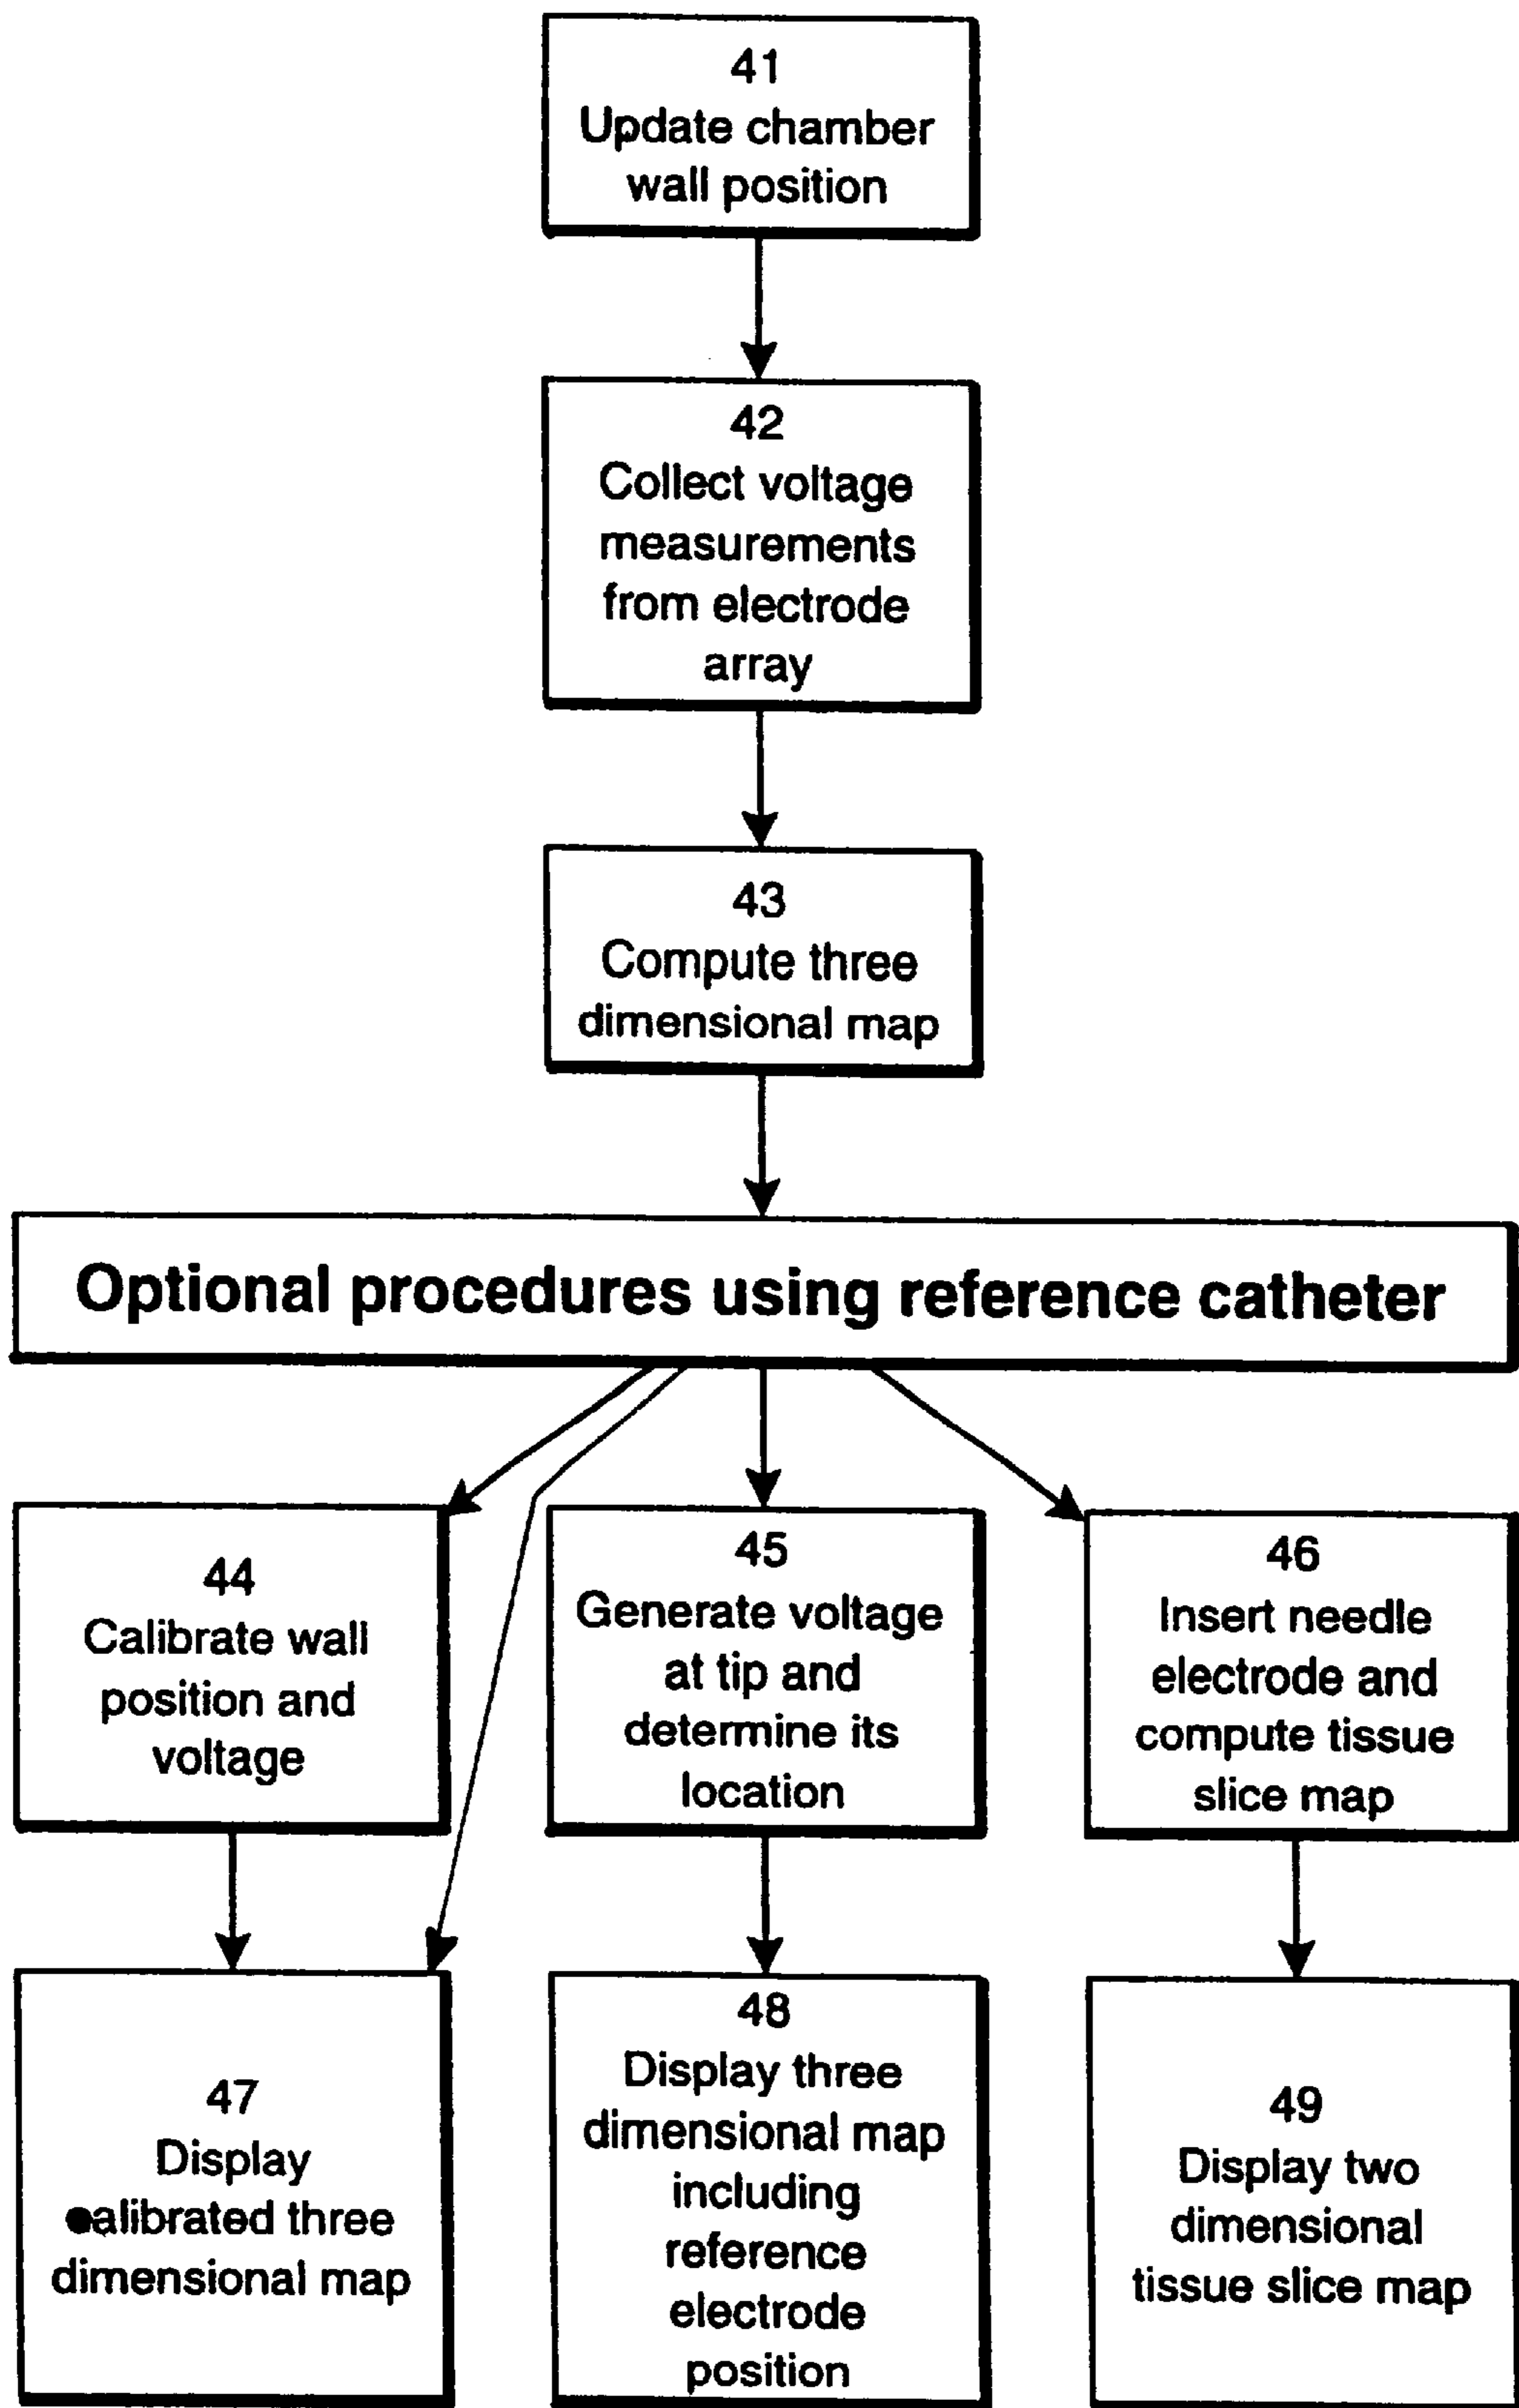 41
Update chamber
wall position
42
Collect voltage
measurements
from electrode
array
43
Compute three
dimensional map
Optional procedures using reference catheter
44
Calibrate wall
position and
voltage
45
Generate voltage
at tip and
determine its
location
46
Insert needle
electrode and
compute tissue
slice map
47
Display
calibrated three
dimensional map
48
Display three
dimensional map
including
reference
electrode
position
49
Display two
dimensional
tissue slice map